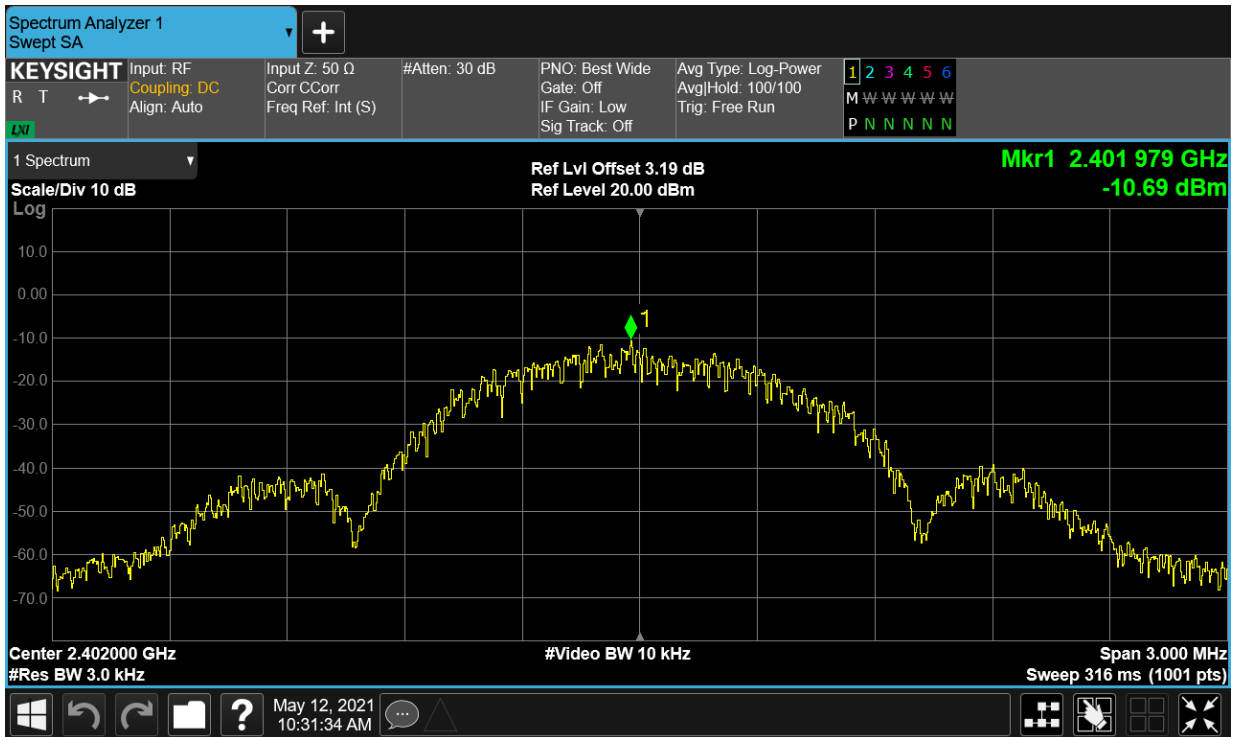 Spectrum Analyzer 1
Swept SA
+
KEYSIGHT
R T
LXI
Input: RF
Coupling: DC
Align: Auto
Input Z: 50 Ω
Corr CCorr
Freq Ref: Int (S)
#Atten: 30 dB
PNO: Best Wide
Gate: Off
IF Gain: Low
Sig Track: Off
Avg Type: Log-Power
Avg|Hold: 100/100
Trig: Free Run
1 2 3 4 5 6
M W W W W W
P N N N N N
1 Spectrum
Scale/Div 10 dB
Log
Ref Lvl Offset 3.19 dB
Ref Level 20.00 dBm
Mkr1 2.401 979 GHz
-10.69 dBm
10.0
0.00
-10.0
-20.0
-30.0
-40.0
-50.0
-60.0
-70.0
1
Center 2.402000 GHz
#Res BW 3.0 kHz
#Video BW 10 kHz
Span 3.000 MHz
Sweep 316 ms (1001 pts)
?
May 12, 2021
10:31:34 AM